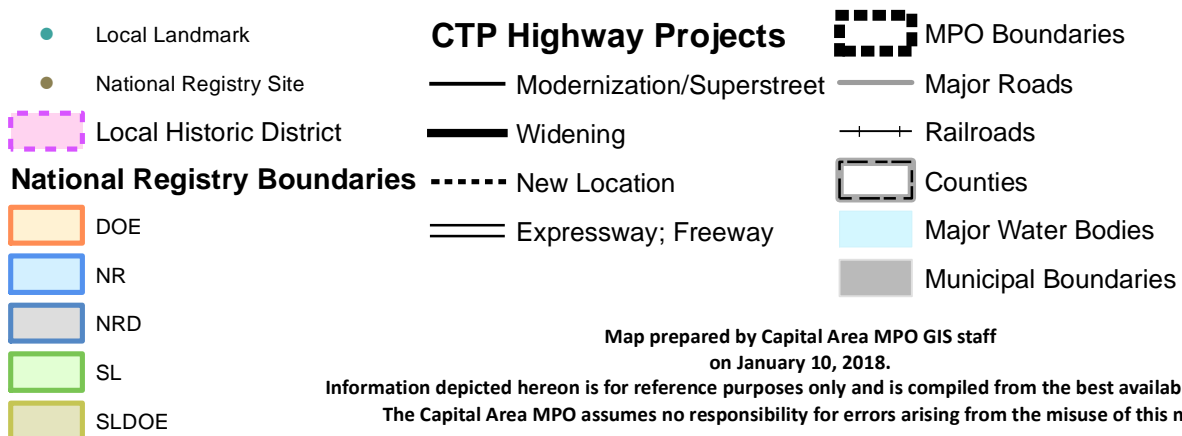 Local Landmark
National Registry Site
Local Historic District
National Registry Boundaries
DOE
NR
NRD
SL
SLDOE
CTP Highway Projects
Modernization/Superstreet
Widening
New Location
Expressway; Freeway
MPO Boundaries
Major Roads
Railroads
Counties
Major Water Bodies
Municipal Boundaries
Map prepared by Capital Area MPO GIS staff
on January 10, 2018.
Information depicted hereon is for reference purposes only and is compiled from the best availab
The Capital Area MPO assumes no responsibility for errors arising from the misuse of this